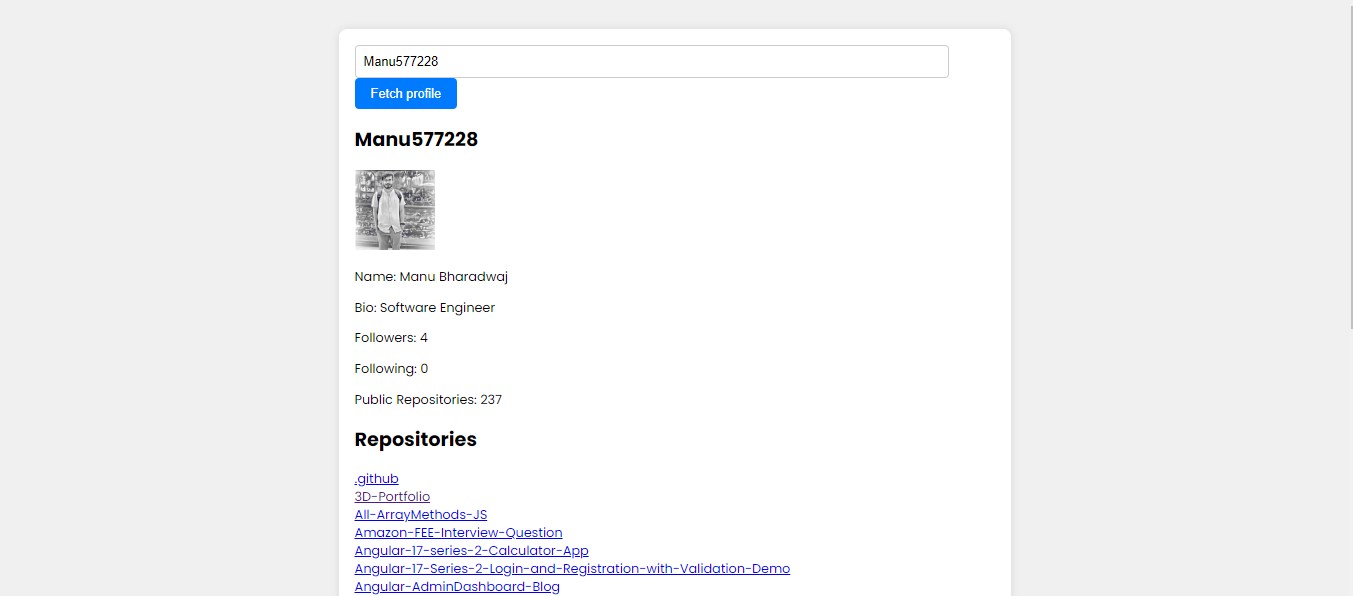 Manu577228
Fetch profile
Manu577228
Name: Manu Bharadwaj
Bio: Software Engineer
Followers: 4
Following: 0
Public Repositories: 237
Repositories
.github
3D-Portfolio
All-ArrayMethods-JS
Amazon-FEE-Interview-Question
Angular-17-series-2-Calculator-App
Angular-17-Series-2-Login-and-Registration-with-Validation-Demo
Angular-AdminDashboard-Blog